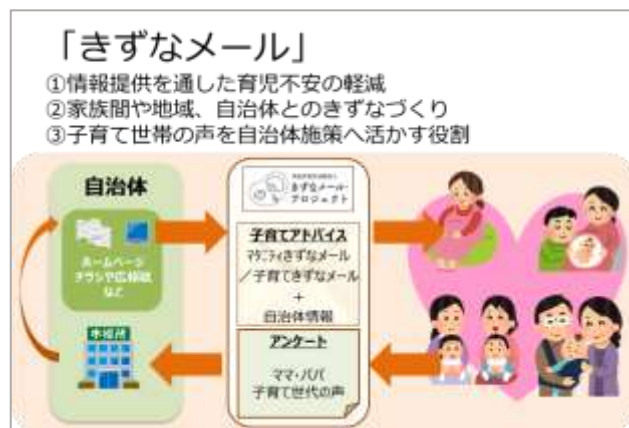 「きずなメール」
①情報提供を通した育児不安の軽減
②家族間や地域、自治体とのきずなづくり
③子育て世帯の声を自治体施策へ活かす役割
自治体
ホームページ
チラシや広報紙
など
市役所
きずなメール・
プロジェクト
子育てアドバイス
マタニティきずなメール
／子育てきずなメール
+
自治体情報
アンケート
ママ・パパ
子育て世代の声